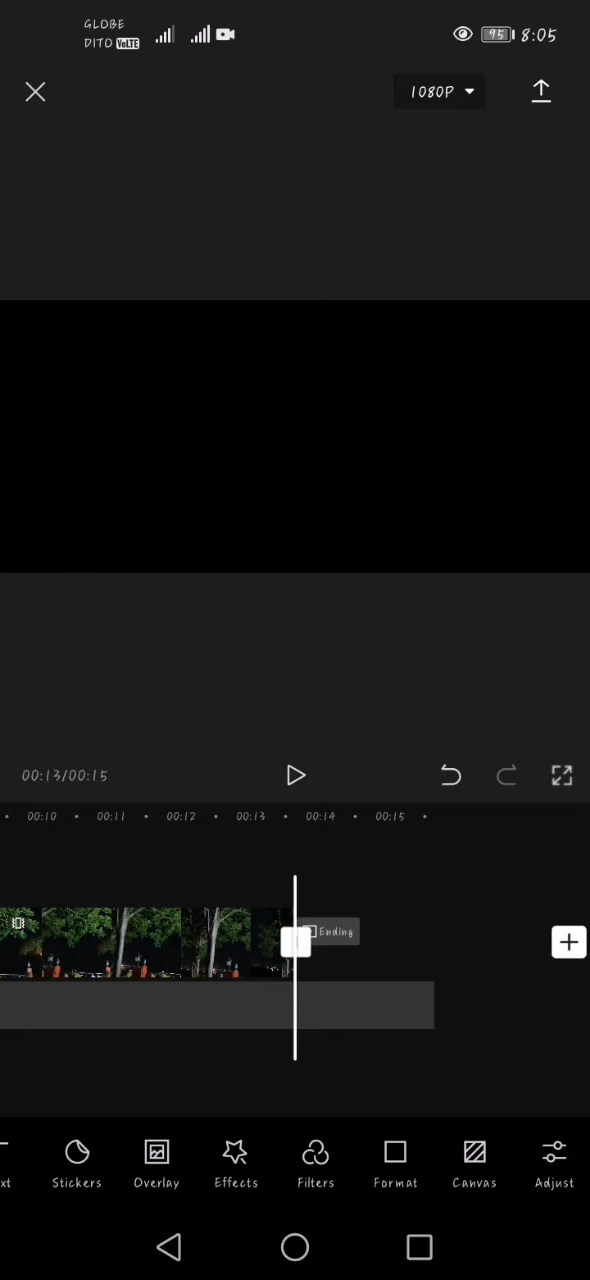 GLOBE
DITO VoLTE
95 8:05
1080P
00:13/00:15
00:10 00:11 00:12 00:13 00:14 00:15
Ending
xt Stickers Overlay Effects Filters Format Canvas Adjust